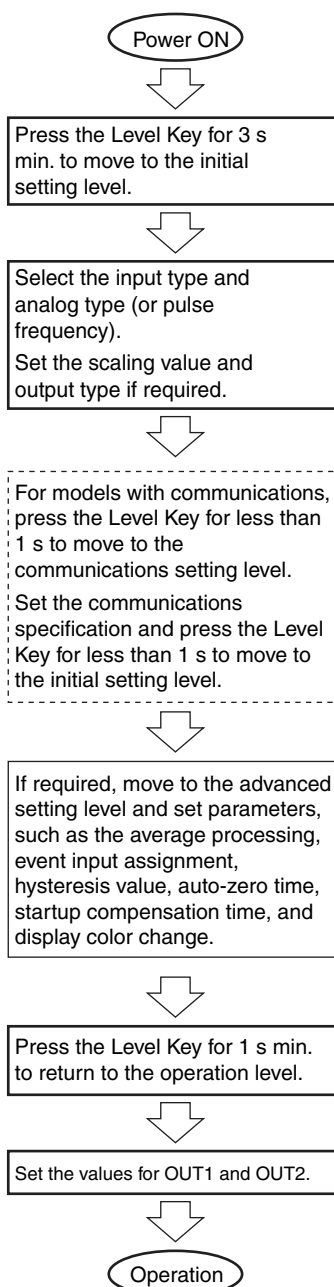 Power ON
Press the Level Key for 3 s
min. to move to the initial
setting level.
Select the input type and
analog type (or pulse
frequency).
Set the scaling value and
output type if required.
For models with communications,
press the Level Key for less than
1 s to move to the
communications setting level.
Set the communications
specification and press the Level
Key for less than 1 s to move to
the initial setting level.
If required, move to the advanced
setting level and set parameters,
such as the average processing,
event input assignment,
hysteresis value, auto-zero time,
startup compensation time, and
display color change.
Press the Level Key for 1 s min.
to return to the operation level.
Set the values for OUT1 and OUT2.
Operation